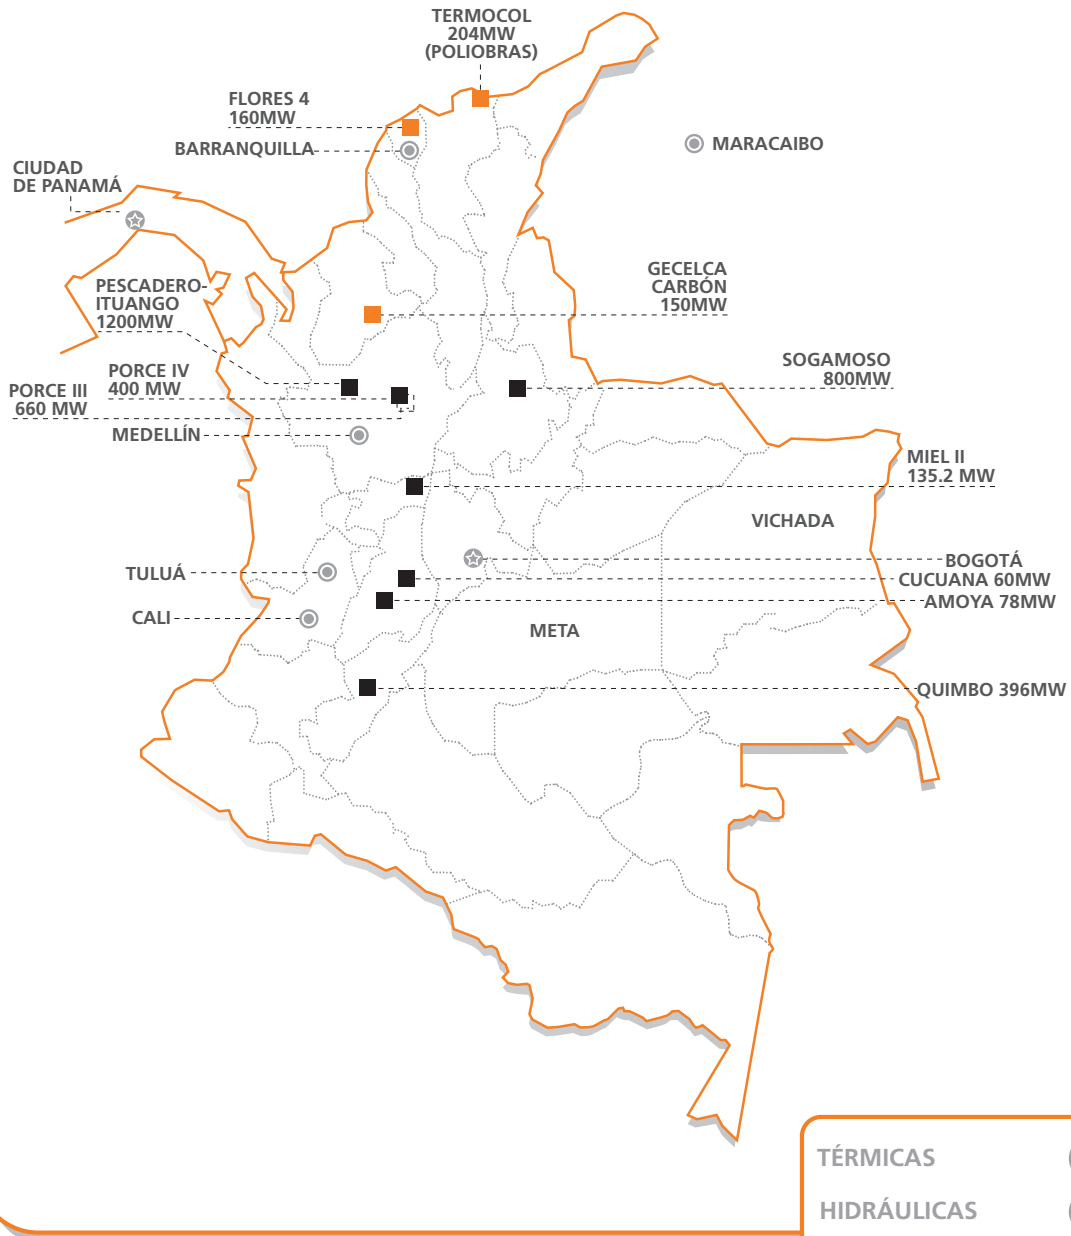 TERMOCOL
204MW
(POLIOBRAS)
FLORES 4
160MW
BARRANQUILLA
MARACAIBO
CIUDAD
DE PANAMÁ
GECELCA
CARBÓN
150MW
PESCADERO-
ITUANGO
1200MW
SOGAMOSO
800MW
PORCE IV
400 MW
PORCE III
660 MW
MEDELLÍN
MIEL II
135.2 MW
VICHADA
BOGOTÁ
TULUÁ
CUCUANA 60MW
AMOYA 78MW
CALI
META
QUIMBO 396MW
TÉRMICAS
HIDRÁULICAS